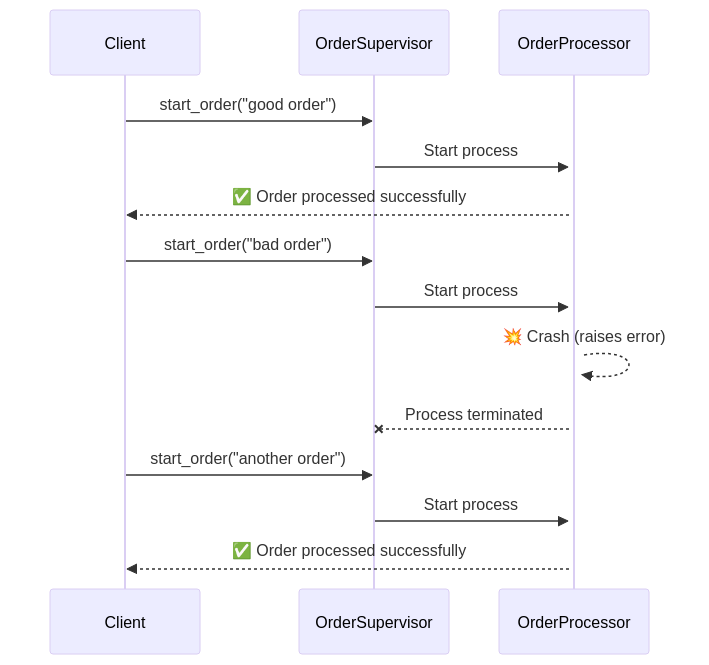 Client
OrderSupervisor
OrderProcessor
start_order("good order")
Start process
✅ Order processed successfully
start_order("bad order")
Start process
💥 Crash (raises error)
Process terminated
start_order("another order")
Start process
✅ Order processed successfully
Client
OrderSupervisor
OrderProcessor